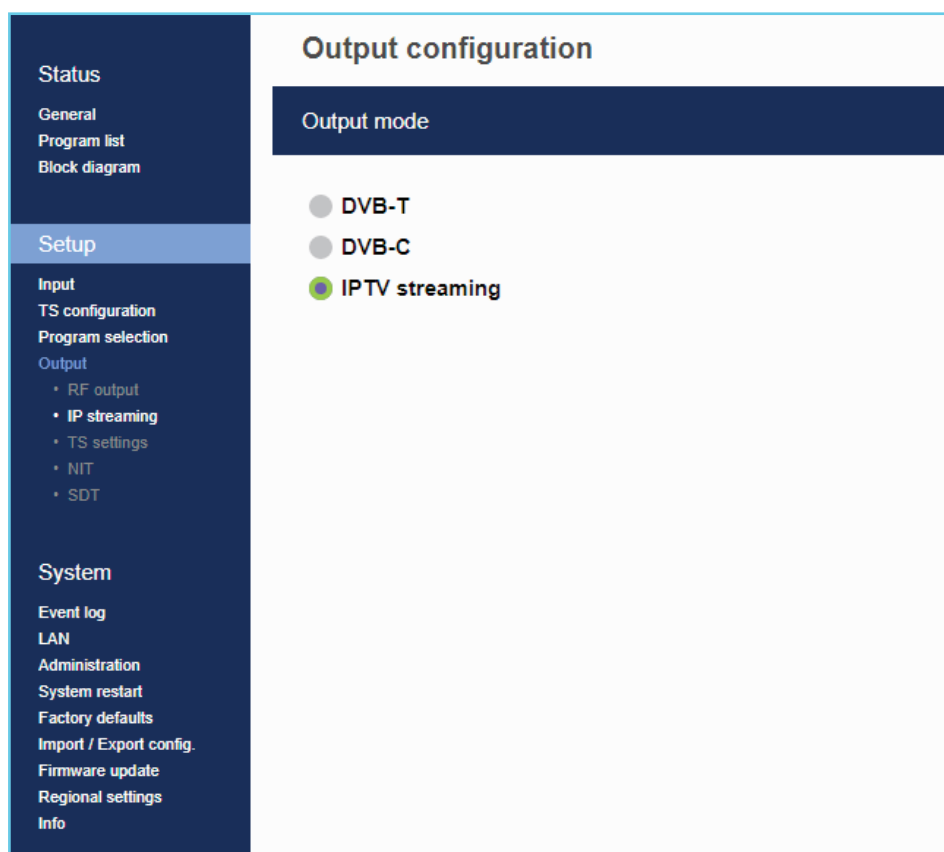 Status
General
Program list
Block diagram
Setup
Input
TS configuration
Program selection
Output
• RF output
• IP streaming
• TS settings
• NIT
• SDT
System
Event log
LAN
Administration
System restart
Factory defaults
Import / Export config.
Firmware update
Regional settings
Info
Output configuration
Output mode
DVB-T
DVB-C
IPTV streaming